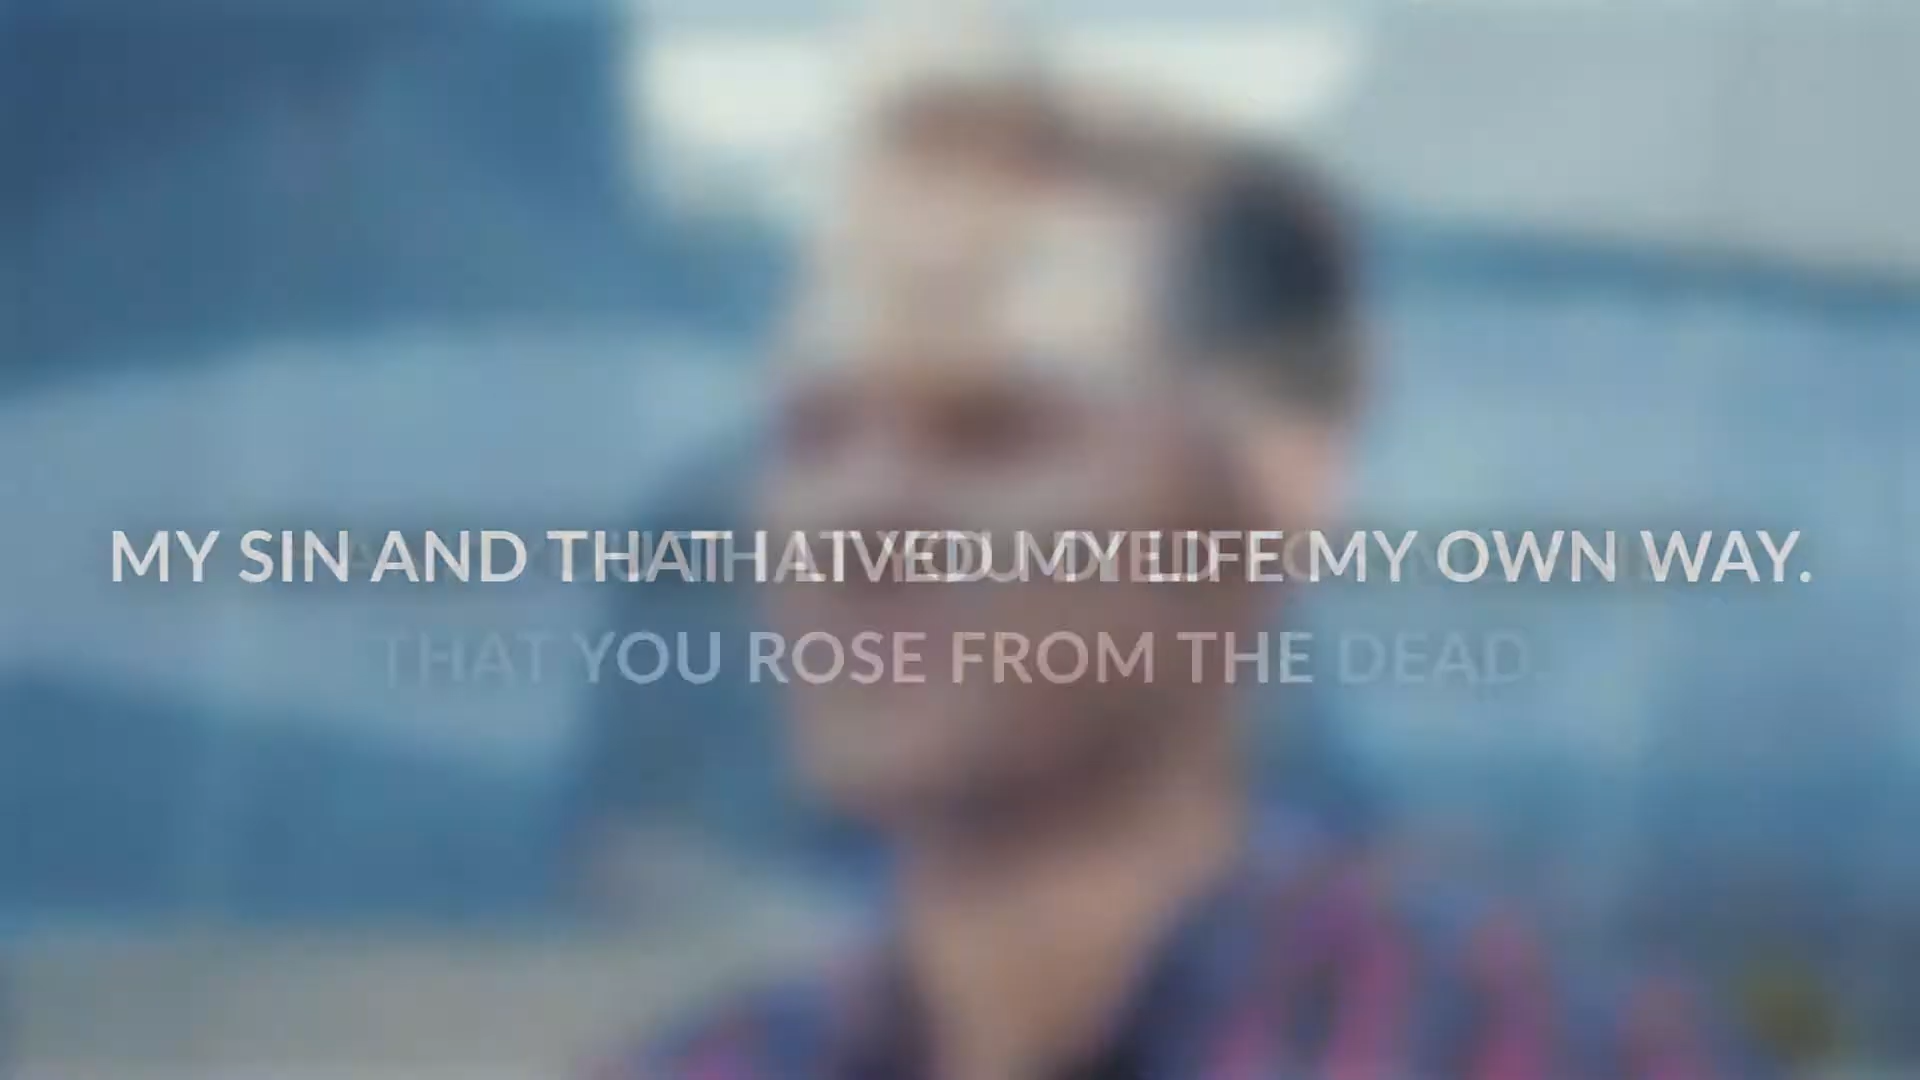 MY SIN AND THAT I LIVED MY LIFE MY OWN WAY.
THAT YOU ROSE FROM THE DEAD.